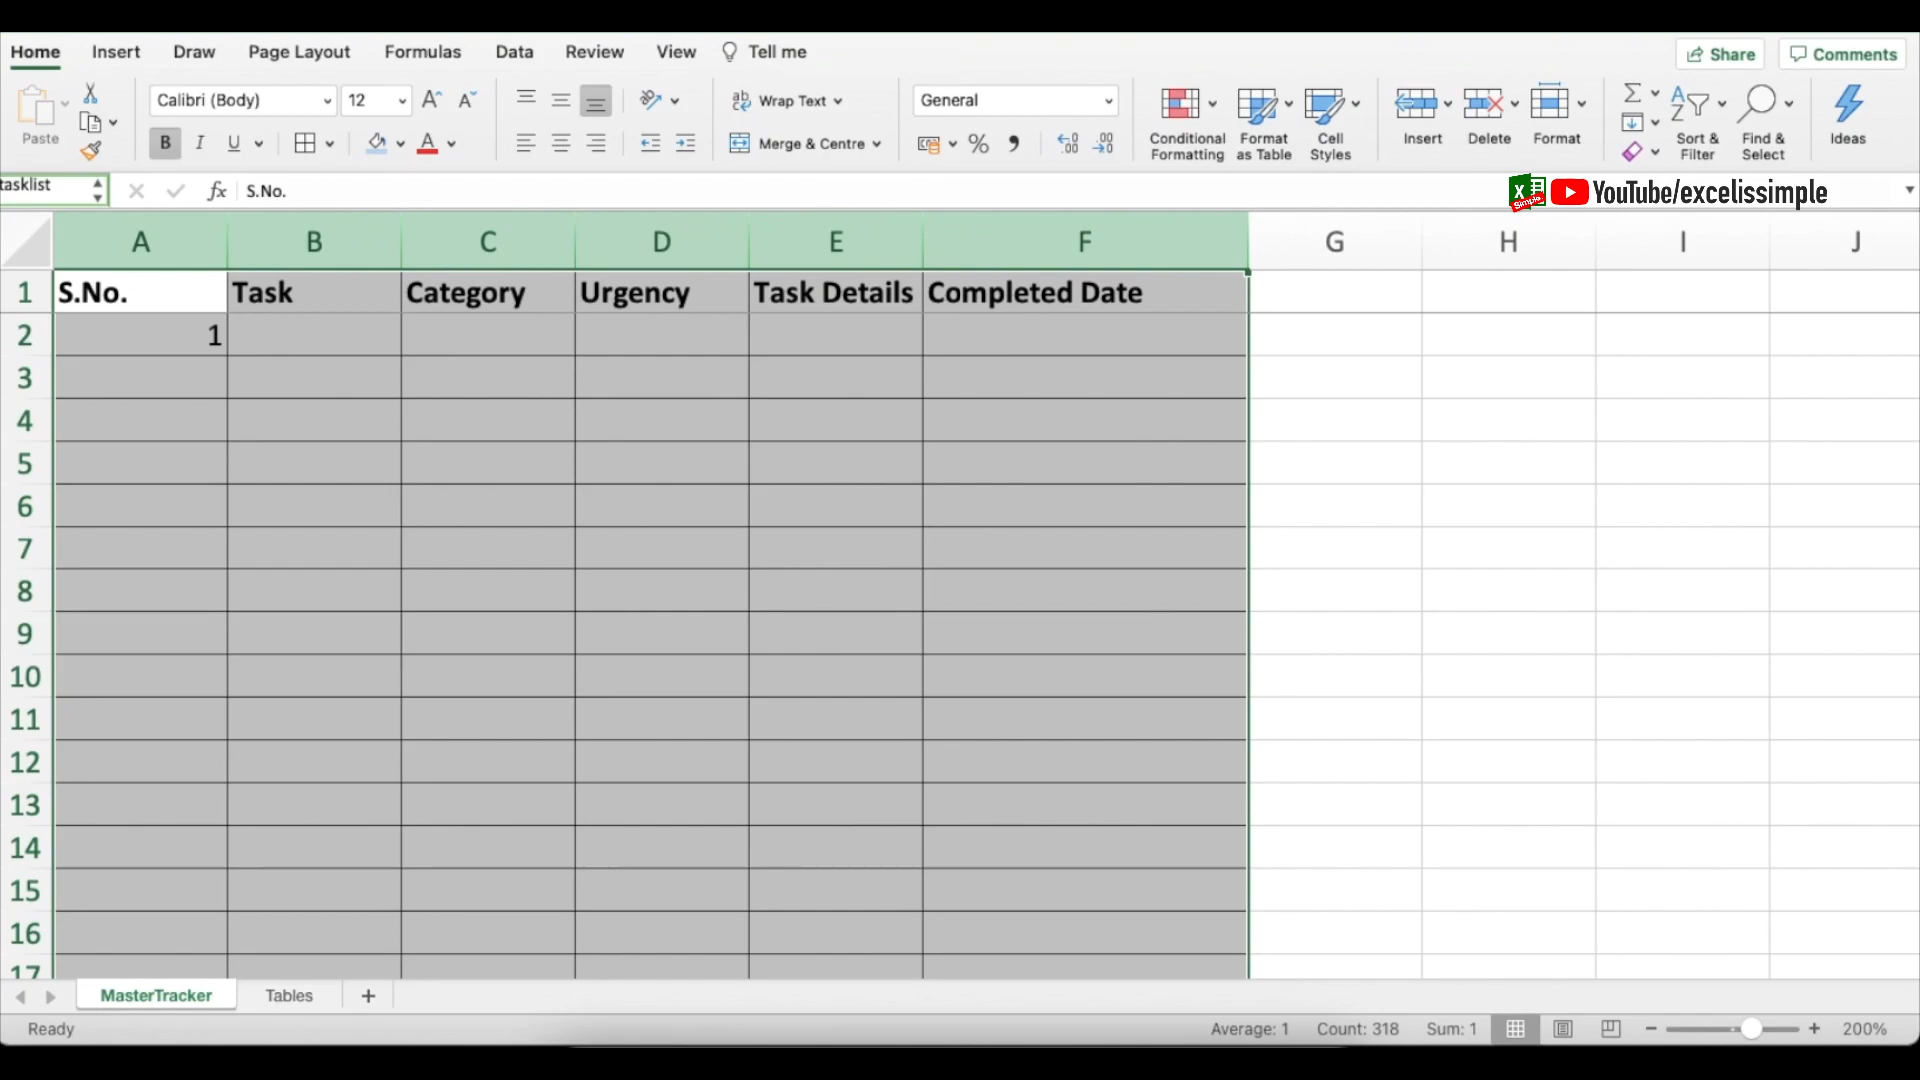 Home Insert Draw Page Layout Formulas Data Review View Tell me Share Comments
Paste Calibri (Body) 12 Wrap Text General
B I U A Merge & Centre % Conditional Formatting Format as Table Cell Styles Insert Delete Format Sort & Filter Find & Select Ideas
tasklist fx S.No. Simple YouTube/excelissimple
A B C D E F G H I J
1 S.No. Task Category Urgency Task Details Completed Date
2 1
3
4
5
6
7
8
9
10
11
12
13
14
15
16
17
MasterTracker Tables +
Ready Average: 1 Count: 318 Sum: 1 − + 200%